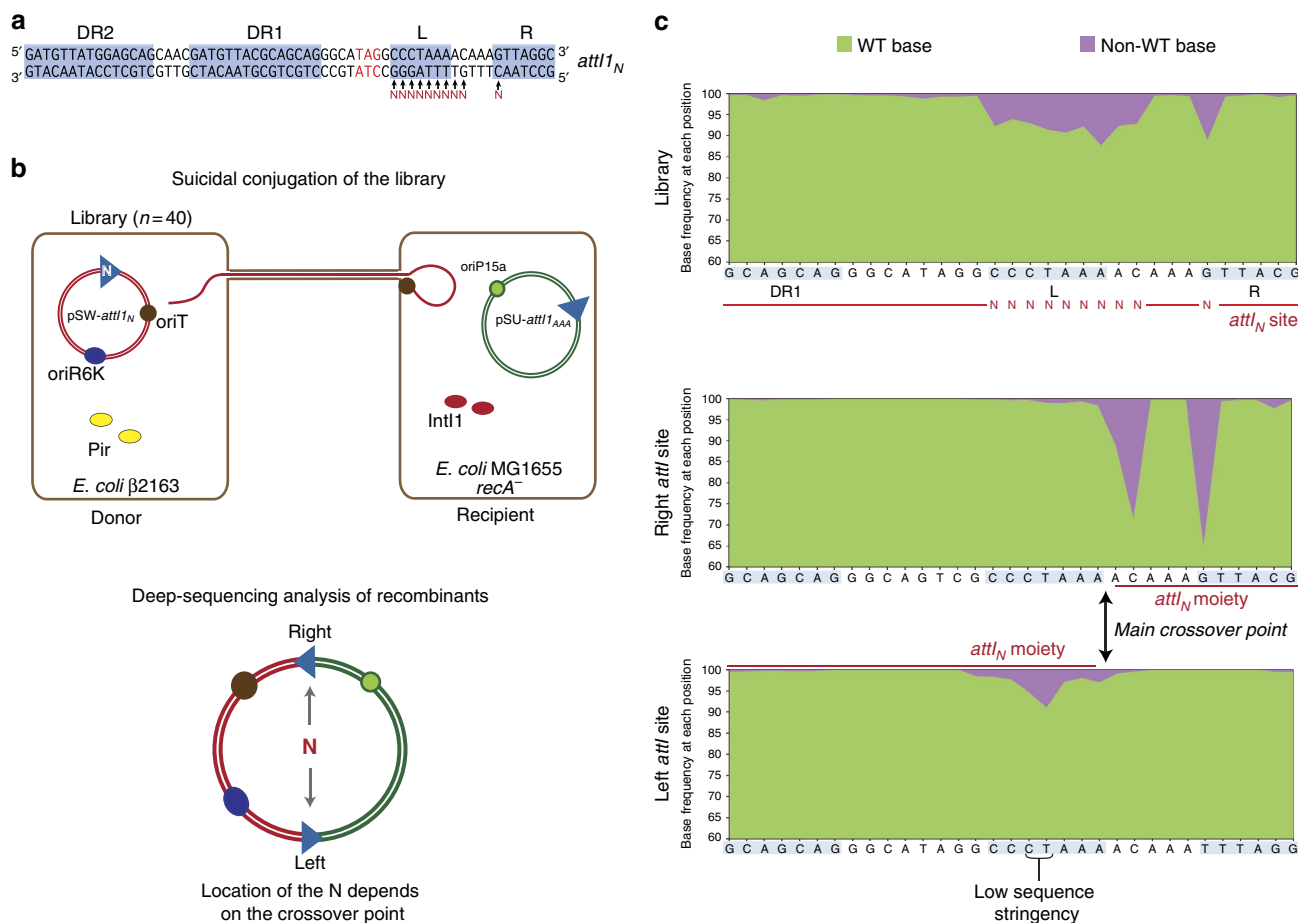 a
DR2 DR1 L R
5′ GATGTTATGGAGCAGCAACGATGTTACGCAGCAGGGCATAGGCCCTAAAACAAAGTTAGGC 3′
3′ GTACAATACCTCGTCGTTGCTACAATGCGTCGTCCCGTATCCGGGATTTTGTTTCAATCCG 5′
attI1N
NNNNNNNNN N
b
Suicidal conjugation of the library
Library (n = 40)
N
pSW-attI1N
oriT
oriR6K
Pir
E. coli β2163
Donor
oriP15a
pSU-attI1AAA
IntI1
E. coli MG1655
recA−
Recipient
Deep-sequencing analysis of recombinants
Right
N
Left
Location of the N depends
on the crossover point
c
WT base Non-WT base
Library
Base frequency at each position
100
95
90
85
80
75
70
65
60
G C A G C A G G G C A T A G G C C C T A A A A C A A A G T T A C G
DR1 L R
N N N N N N N N N N
attIN site
Right attI site
Base frequency at each position
100
95
90
85
80
75
70
65
60
G C A G C A G G G C A G T C G C C C T A A A A C A A A G T T A C G
attIN moiety
Main crossover point
attIN moiety
Left attI site
Base frequency at each position
100
95
90
85
80
75
70
65
60
G C A G C A G G G C A T A G G C C C T A A A A C A A A T T T A G G
Low sequence
stringency